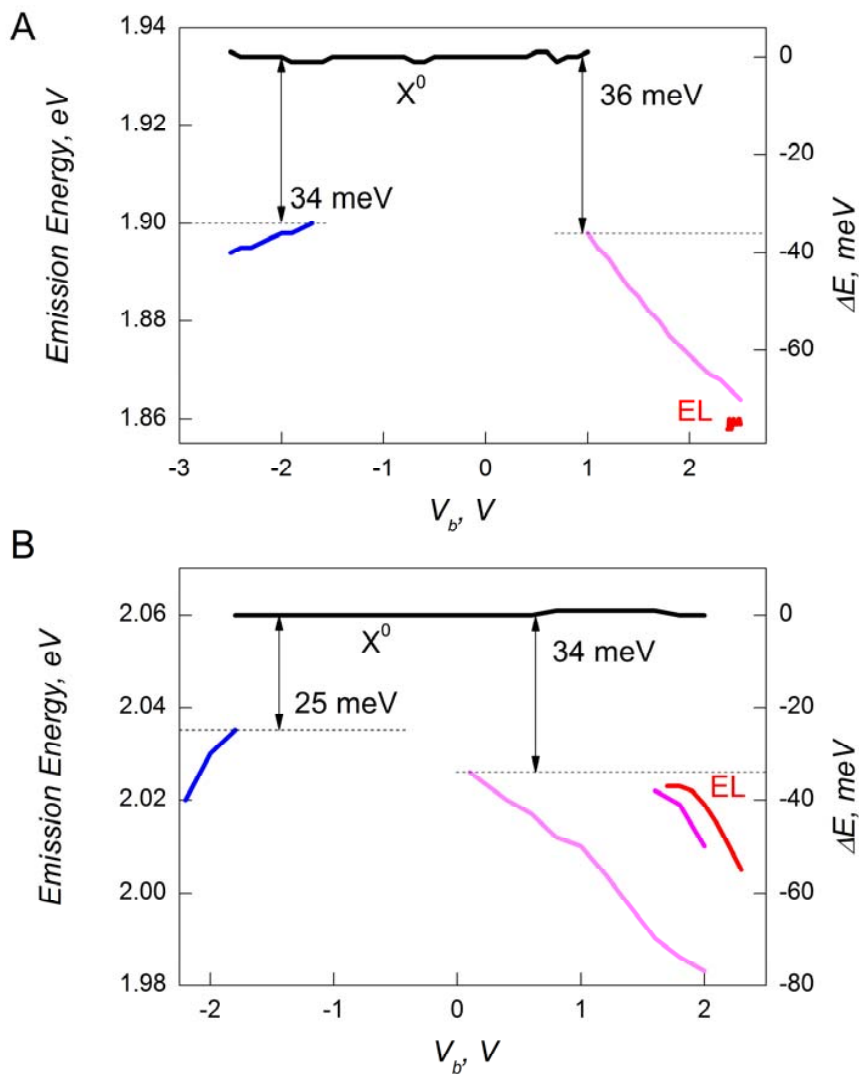 A
Emission Energy, eV
1.94
1.92
1.90
1.88
1.86
X⁰
36 meV
34 meV
EL
0
-20
-40
-60
ΔE, meV
-3 -2 -1 0 1 2
V_b, V
B
Emission Energy, eV
2.06
2.04
2.02
2.00
1.98
X⁰
34 meV
25 meV
EL
0
-20
-40
-60
-80
ΔE, meV
-2 -1 0 1 2
V_b, V